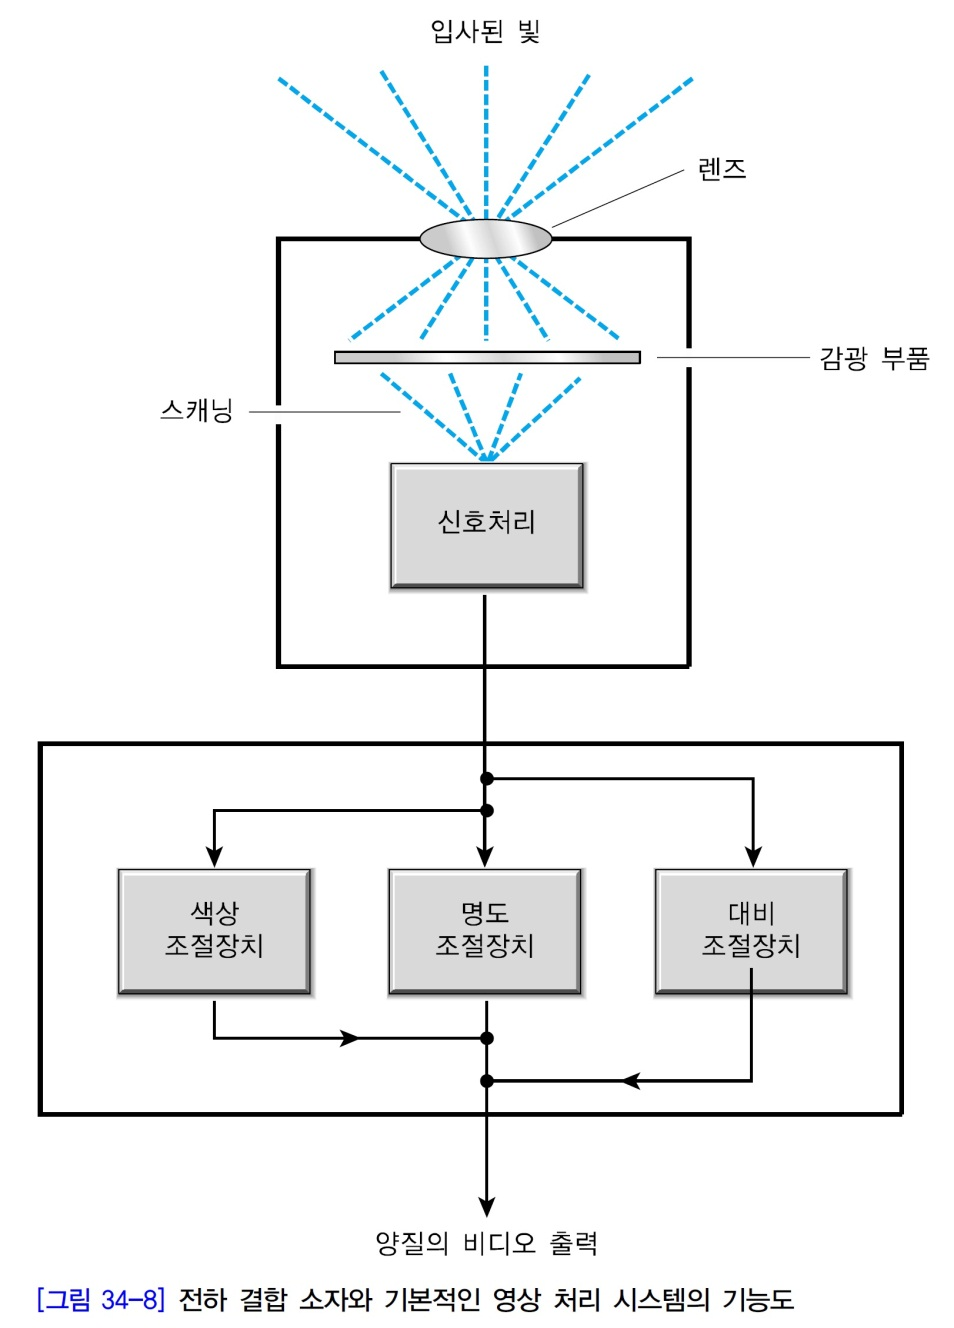 입사된 빛
렌즈
감광 부품
스캐닝
신호처리
색상
조절장치
명도
조절장치
대비
조절장치
양질의 비디오 출력
[그림 34-8] 전하 결합 소자와 기본적인 영상 처리 시스템의 기능도